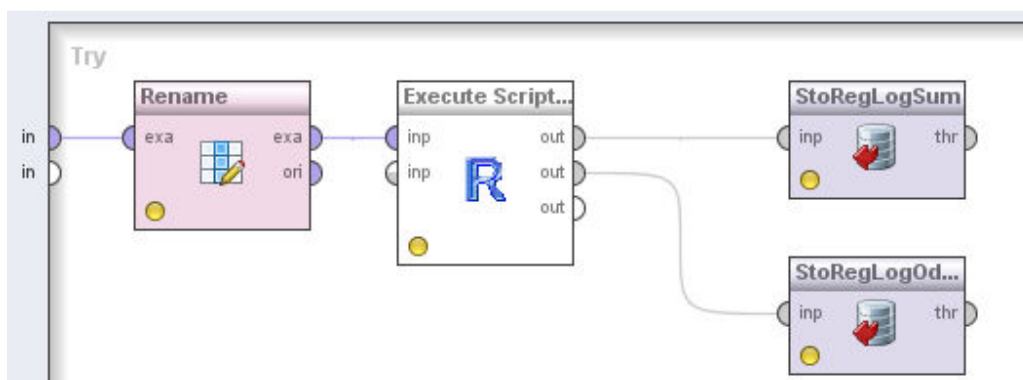 Try
Rename
Execute Script...
StoRegLogSum
in
exa
exa
inp
out
inp
thr
in
ori
inp
out
R
out
StoRegLogOd...
inp
thr